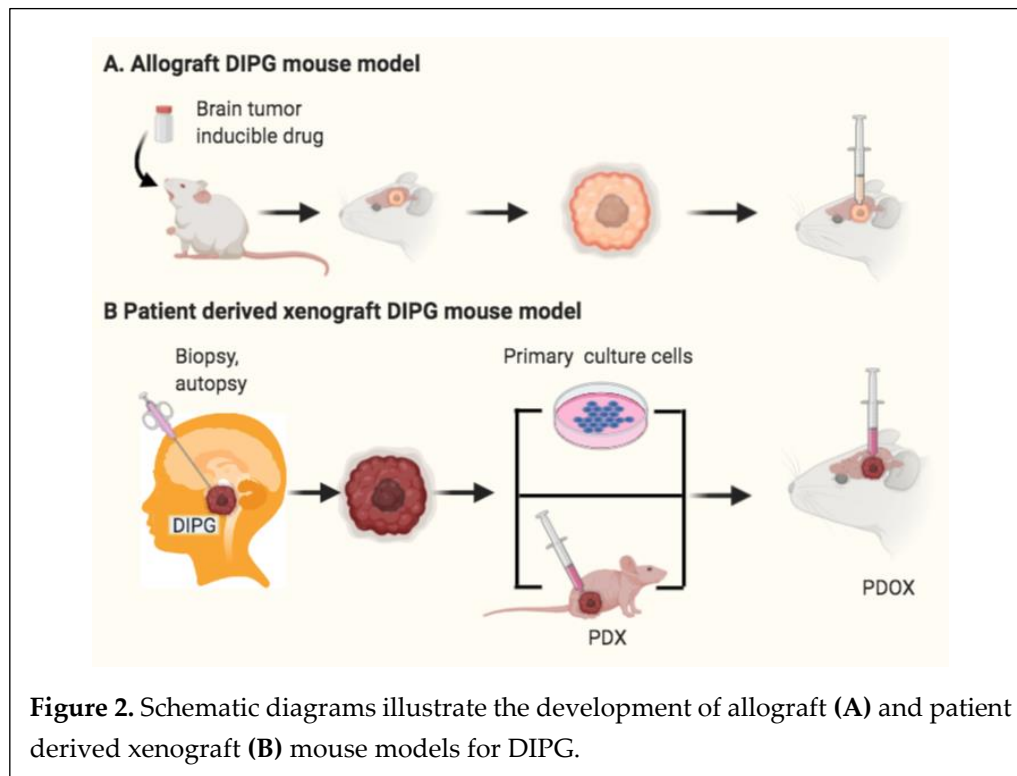 A. Allograft DIPG mouse model
Brain tumor
inducible drug
B Patient derived xenograft DIPG mouse model
Biopsy,
autopsy
Primary culture cells
DIPG
PDX
PDOX
Figure 2. Schematic diagrams illustrate the development of allograft (A) and patient
derived xenograft (B) mouse models for DIPG.